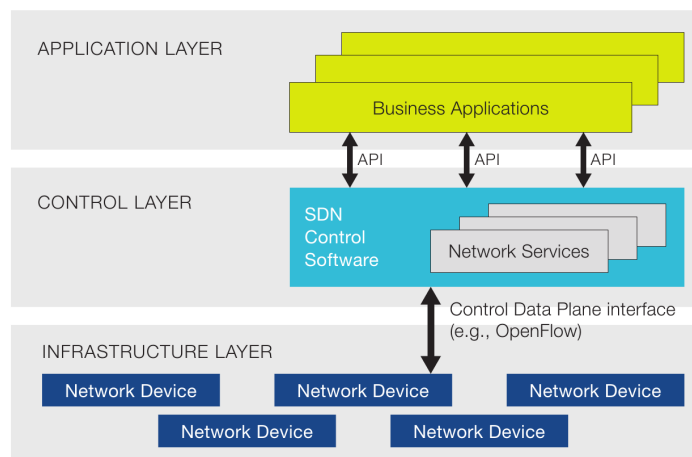 APPLICATION LAYER
Business Applications
API
API
API
CONTROL LAYER
SDN
Control
Software
Network Services
Control Data Plane interface
(e.g., OpenFlow)
INFRASTRUCTURE LAYER
Network Device
Network Device
Network Device
Network Device
Network Device